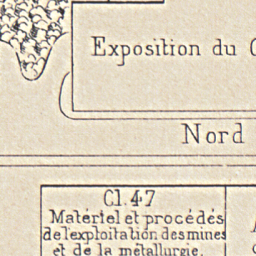 Exposition du
Nord
Cl. 47
Matériel et procédés
de l'exploitation des mines
et de la métallurgie.